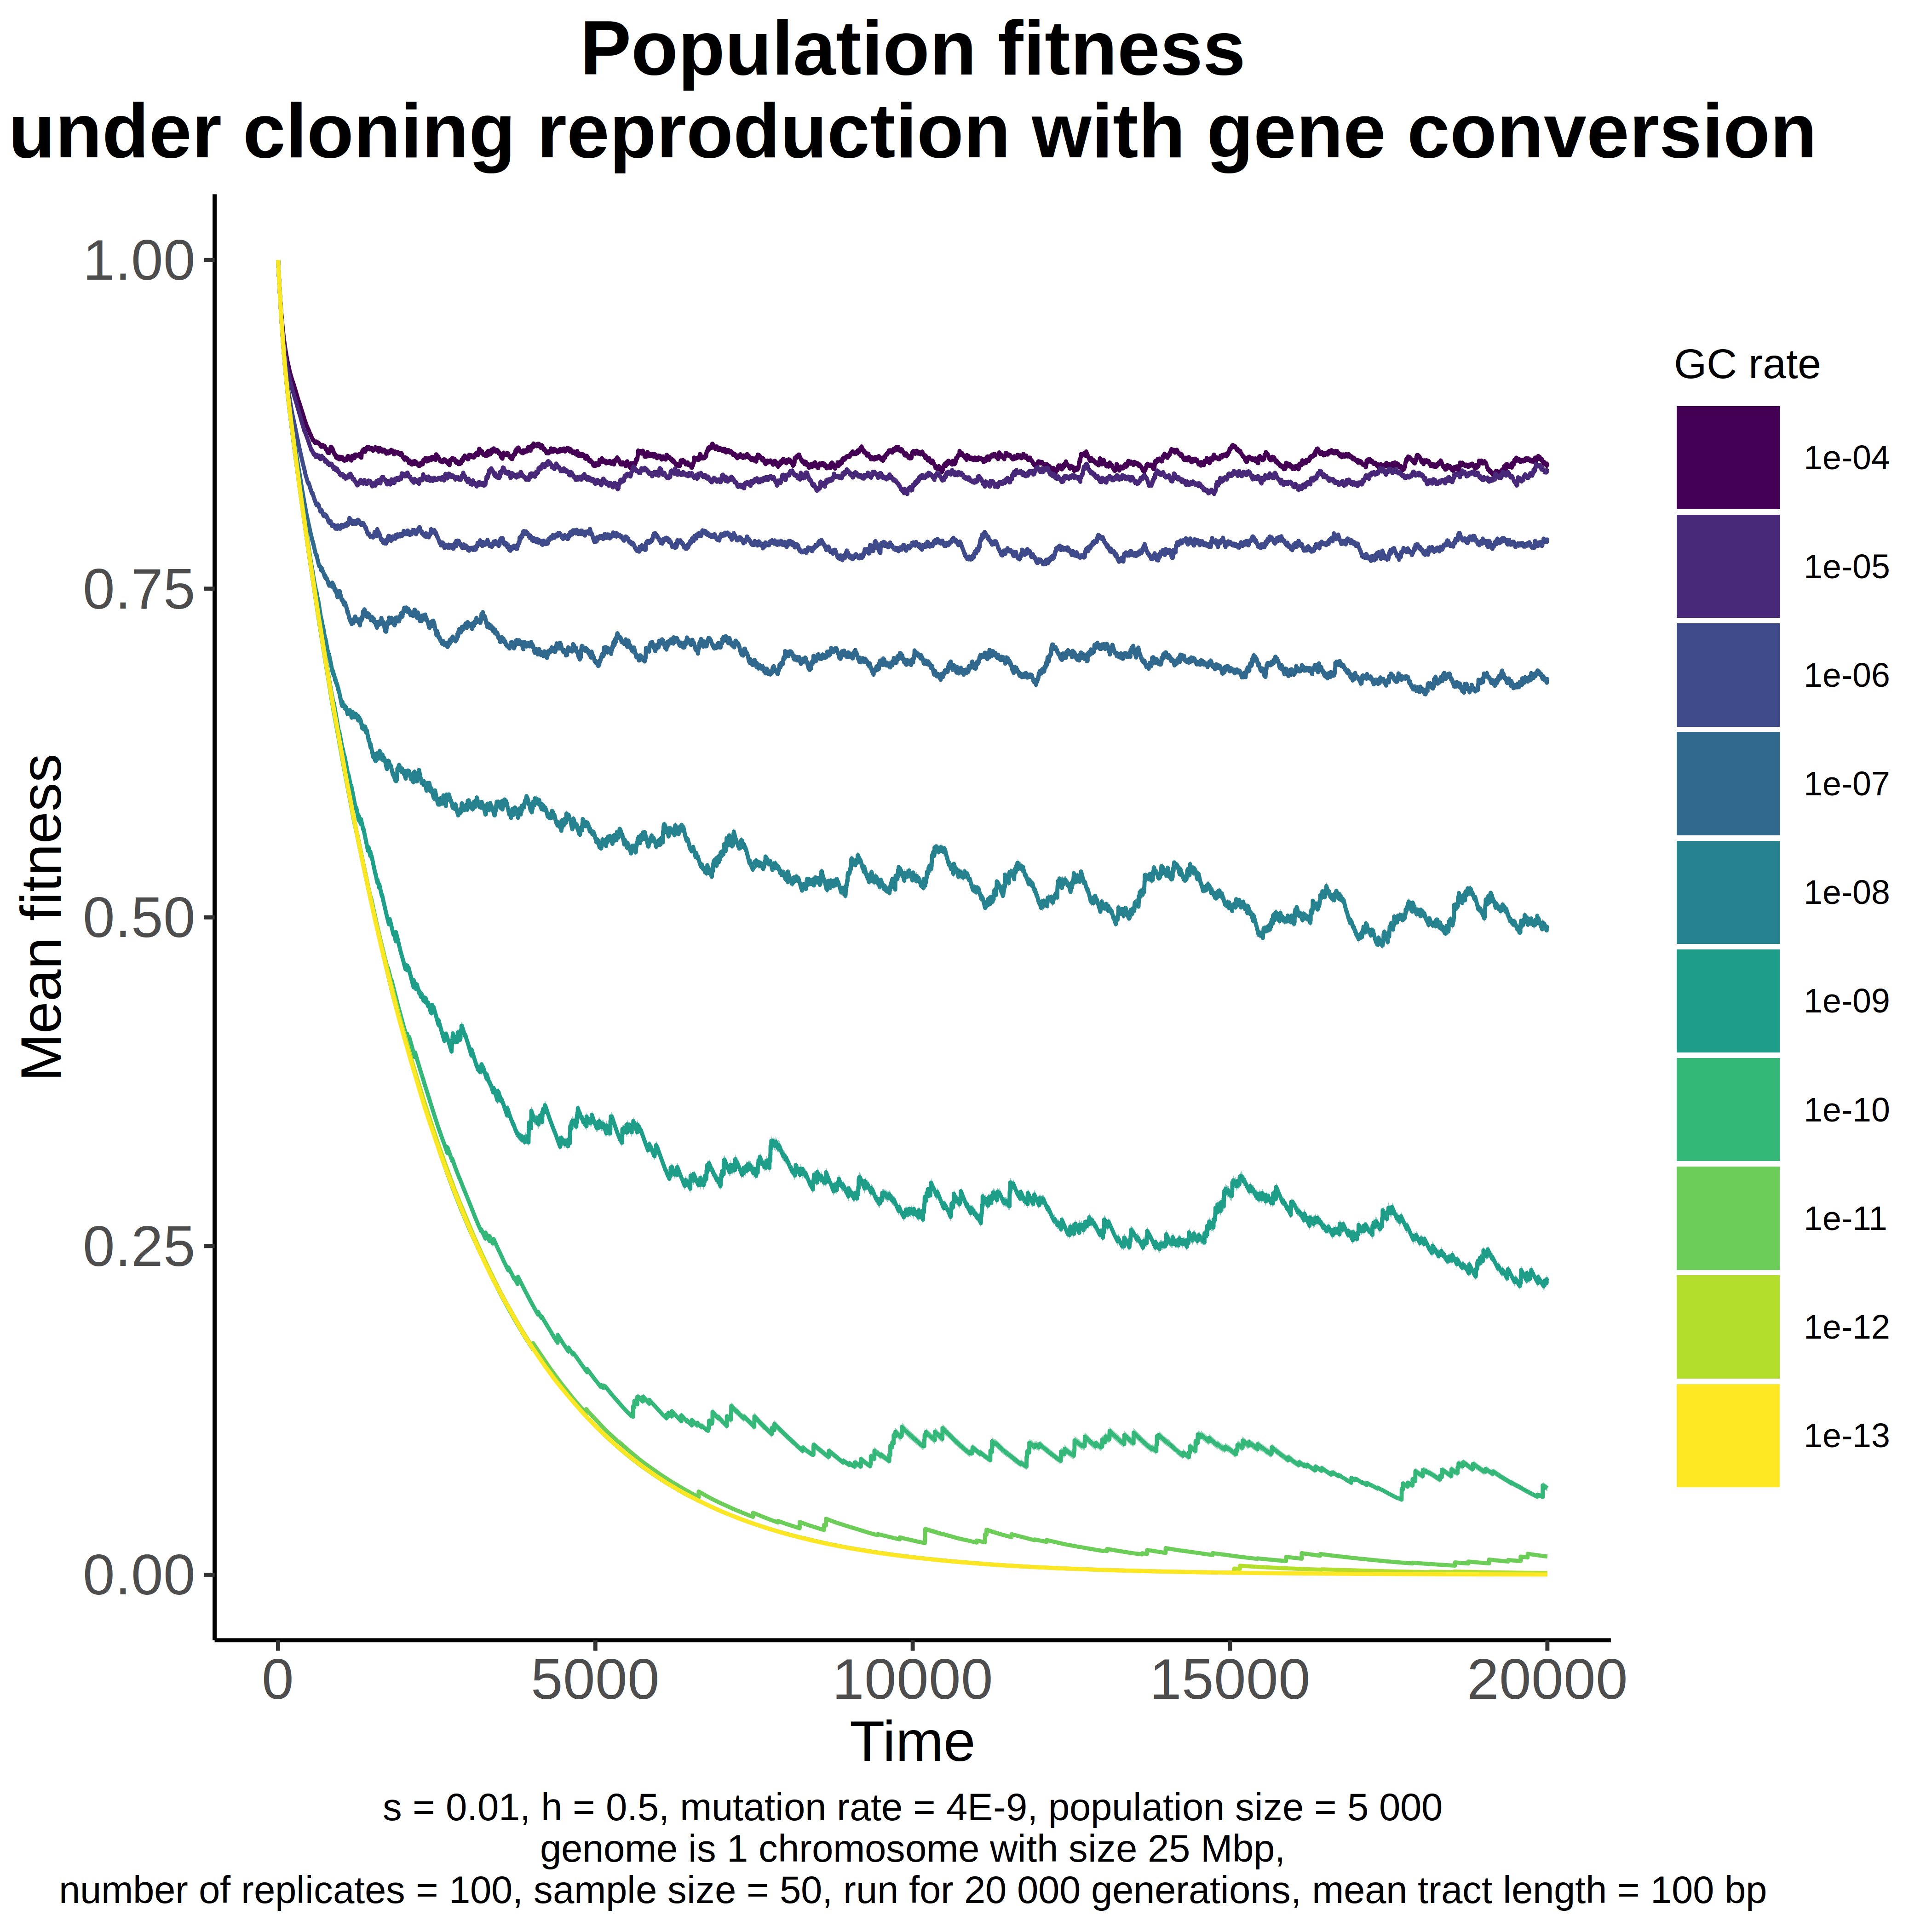 Population fitness
under cloning reproduction with gene conversion
Mean fitness
1.00
0.75
0.50
0.25
0.00
0 5000 10000 15000 20000
Time
GC rate
1e-04
1e-05
1e-06
1e-07
1e-08
1e-09
1e-10
1e-11
1e-12
1e-13
s = 0.01, h = 0.5, mutation rate = 4E-9, population size = 5 000
genome is 1 chromosome with size 25 Mbp,
number of replicates = 100, sample size = 50, run for 20 000 generations, mean tract length = 100 bp